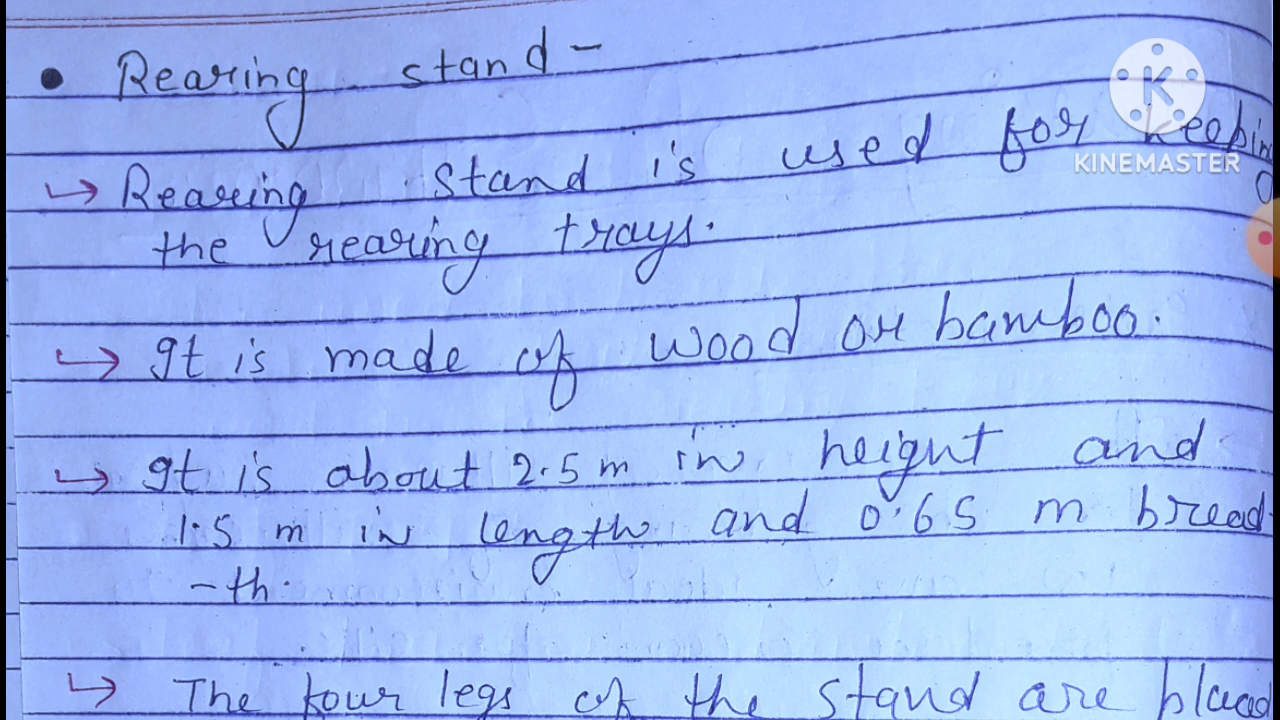 • Rearing stand –
↳ Rearing stand is used for keeping
the rearing trays.
↳ It is made of wood or bamboo.
↳ It is about 2.5 m in height and
1.5 m in length and 0.65 m bread-
-th.
↳ The four legs of the stand are placed
KINEMASTER